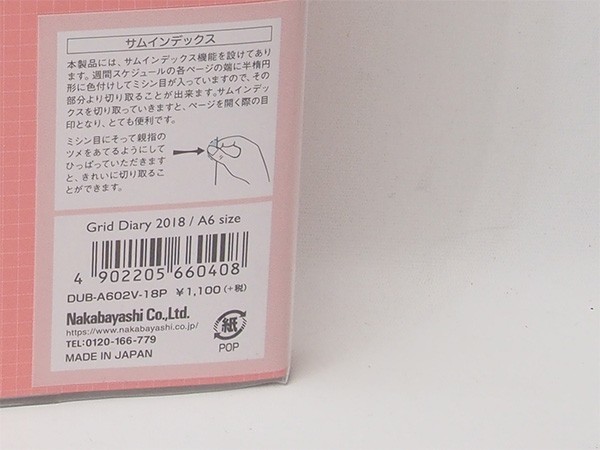 サムインデックス
本製品には、サムインデックス機能を設けてあり
ます。週間スケジュールの各ページの端に半楕円
形に色付けしてミシン目が入っていますので、その
部分より切り取ることが出来ます。サムインデッ
クスを切り取っていきますと、ページを開く際の目
印となり、とても便利です。
ミシン目にそって親指の
ツメをあてるようにして
ひっぱっていただきます
と、きれいに切り取るこ
とができます。
Grid Diary 2018 / A6 size
4 902205 660408
DUB-A602V-18P ¥1,100(+税)
Nakabayashi Co.,Ltd.
https://www.nakabayashi.co.jp/
TEL:0120-166-779
MADE IN JAPAN
紙
POP